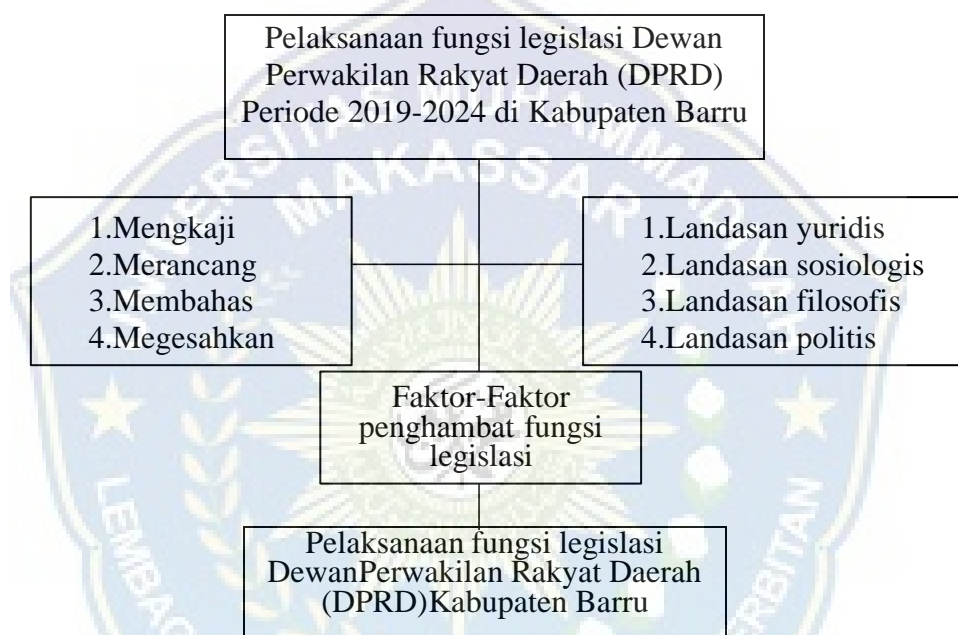 Pelaksanaan fungsi legislasi Dewan
Perwakilan Rakyat Daerah (DPRD)
Periode 2019-2024 di Kabupaten Barru
1.Mengkaji
2.Merancang
3.Membahas
4.Megesahkan
1.Landasan yuridis
2.Landasan sosiologis
3.Landasan filosofis
4.Landasan politis
Faktor-Faktor
penghambat fungsi
legislasi
Pelaksanaan fungsi legislasi
DewanPerwakilan Rakyat Daerah
(DPRD)Kabupaten Barru
MAKASSAR